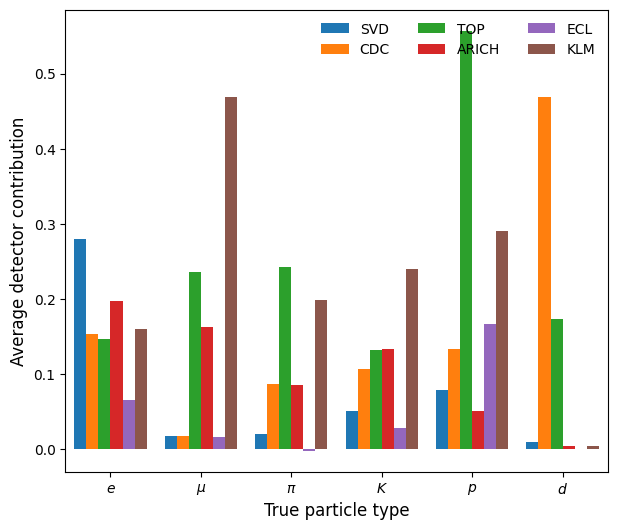 SVD TOP ECL
CDC ARICH KLM
Average detector contribution
0.5
0.4
0.3
0.2
0.1
0.0
e μ π K p d
True particle type